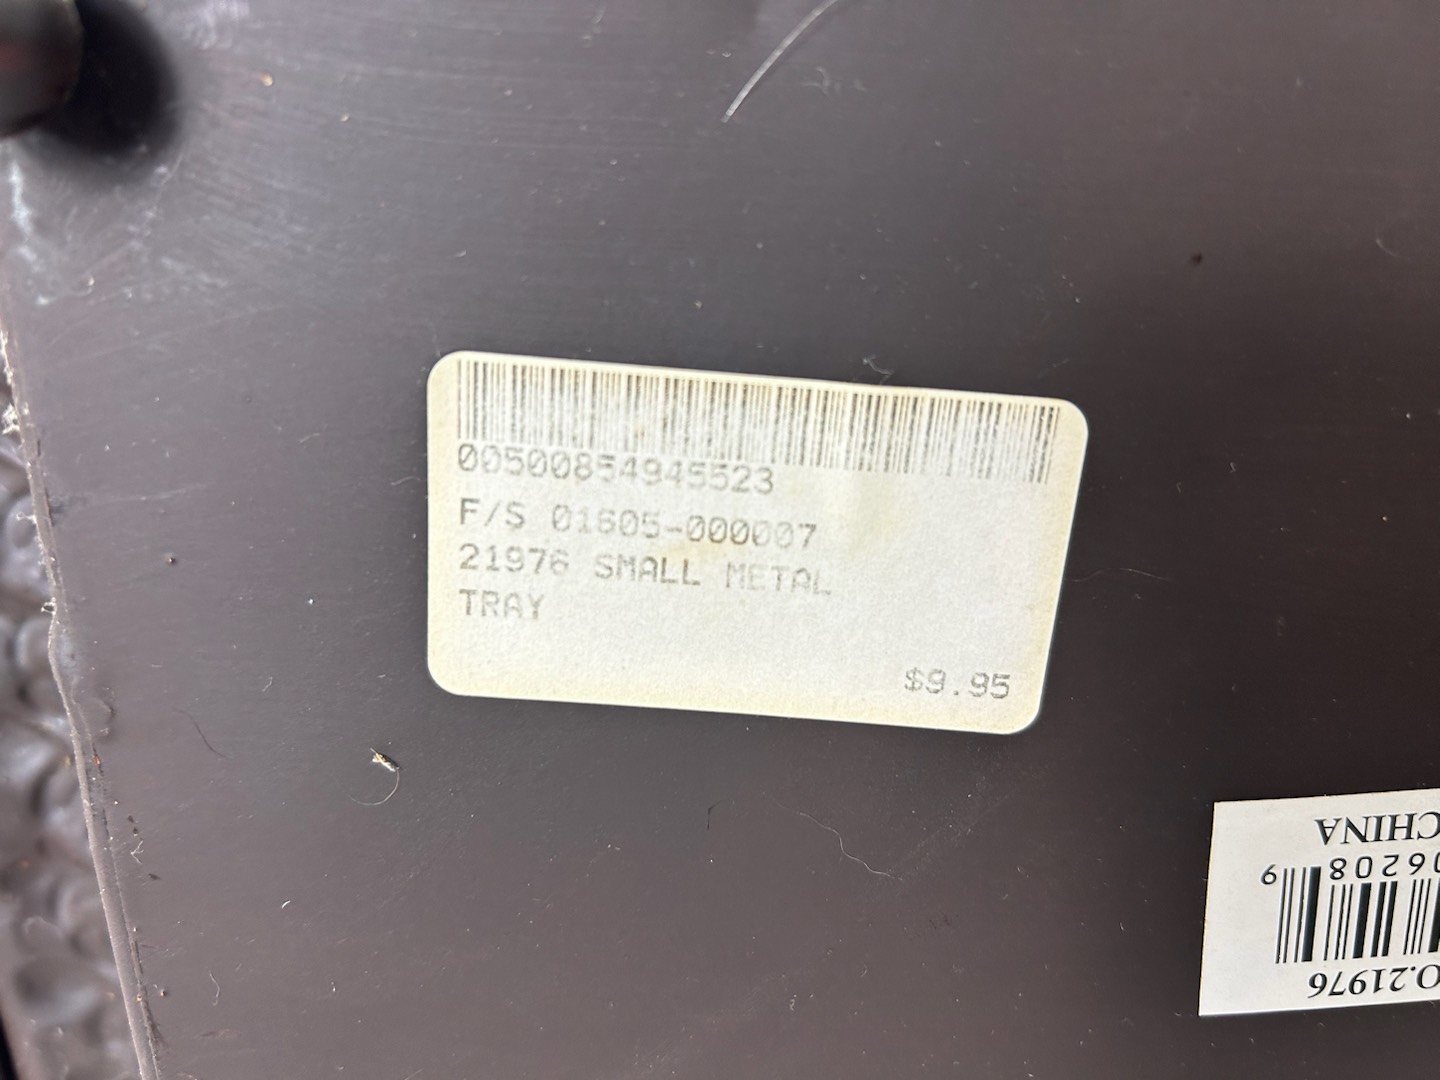 00500854945523
F/S 01605-000007
21976 SMALL METAL
TRAY
$9.95
O.21976
06208 9
CHINA